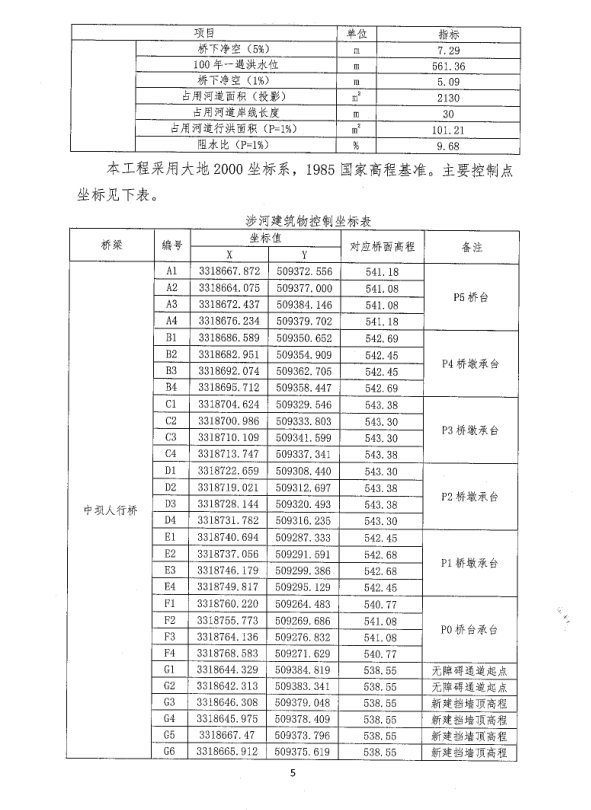 项目 单位 指标
桥下净空（5%） m 7.29
100年一遇洪水位 m 561.36
桥下净空（1%） m 5.09
占用河道面积（投影） m² 2130
占用河道岸线长度 m 30
占用河道行洪面积（P=1%） m² 101.21
阻水比（P=1%） % 9.68
本工程采用大地2000坐标系，1985国家高程基准。主要控制点
坐标见下表。
涉河建筑物控制坐标表
桥梁 编号 坐标值 对应桥面高程 备注
X Y
A1 3318667.872 509372.556 541.18
A2 3318664.075 509377.000 541.08
P5桥台
A3 3318672.437 509384.146 541.08
A4 3318676.234 509379.702 541.18
B1 3318686.589 509350.652 542.69
B2 3318682.951 509354.909 542.45
P4桥墩承台
B3 3318692.074 509362.705 542.45
B4 3318695.712 509358.447 542.69
C1 3318704.624 509329.546 543.38
C2 3318700.986 509333.803 543.30
P3桥墩承台
C3 3318710.109 509341.599 543.30
C4 3318713.747 509337.341 543.38
D1 3318722.659 509308.440 543.30
D2 3318719.021 509312.697 543.38
P2桥墩承台
D3 3318728.144 509320.493 543.38
中坝人行桥
D4 3318731.782 509316.235 543.30
E1 3318740.694 509287.333 542.45
E2 3318737.056 509291.591 542.68
P1桥墩承台
E3 3318746.179 509299.386 542.68
E4 3318749.817 509295.129 542.45
F1 3318760.220 509264.483 540.77
F2 3318755.773 509269.686 541.08
P0桥台承台
F3 3318764.136 509276.832 541.08
F4 3318768.583 509271.629 540.77
G1 3318644.329 509384.819 538.55 无障碍通道起点
G2 3318642.313 509383.341 538.55 无障碍通道起点
G3 3318646.308 509379.048 538.55 新建挡墙顶高程
G4 3318645.975 509378.409 538.55 新建挡墙顶高程
G5 3318667.47 509373.796 538.55 新建挡墙顶高程
G6 3318665.912 509375.619 538.55 新建挡墙顶高程
5